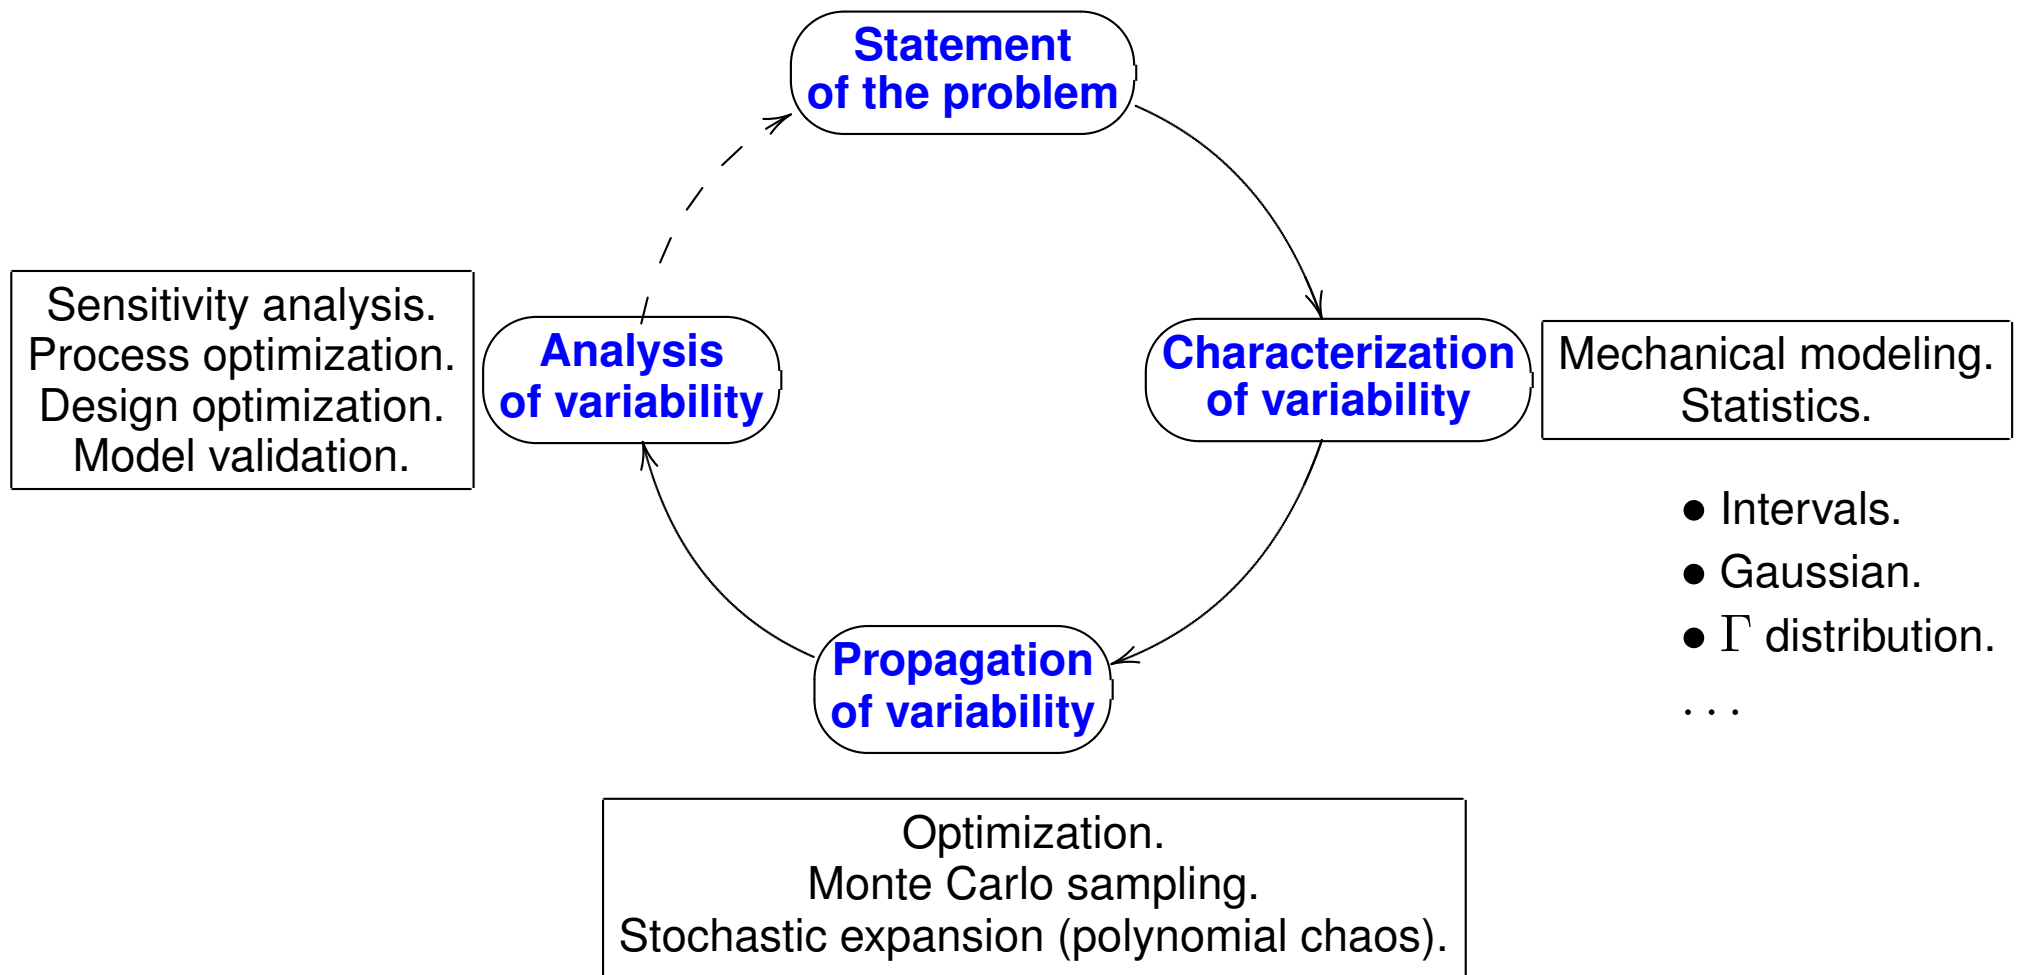 Statement
of the problem
Sensitivity analysis.
Process optimization.
Design optimization.
Model validation.
Analysis
of variability
Characterization
of variability
Mechanical modeling.
Statistics.
● Intervals.
● Gaussian.
● Γ distribution.
. . .
Propagation
of variability
Optimization.
Monte Carlo sampling.
Stochastic expansion (polynomial chaos).